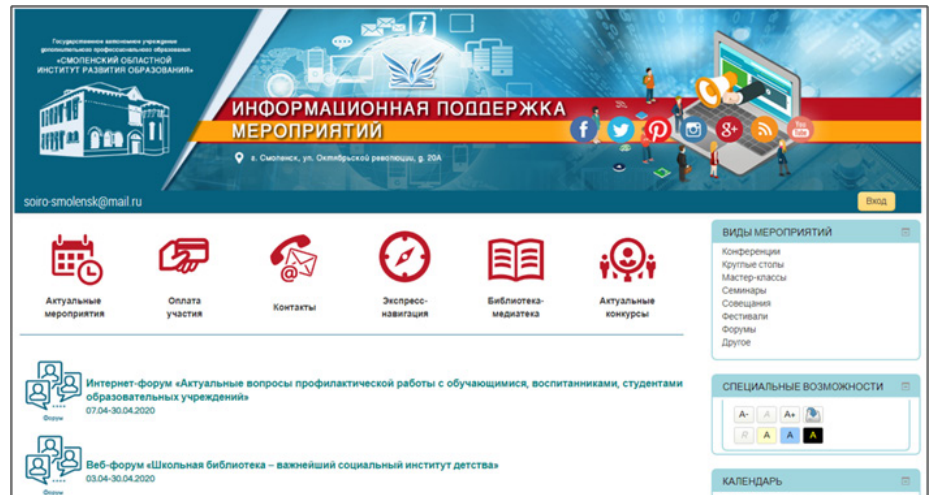 Государственное автономное учреждение
дополнительного профессионального образования
«СМОЛЕНСКИЙ ОБЛАСТНОЙ
ИНСТИТУТ РАЗВИТИЯ ОБРАЗОВАНИЯ»
ИНФОРМАЦИОННАЯ ПОДДЕРЖКА
МЕРОПРИЯТИЙ
г. Смоленск, ул. Октябрьской революции, д. 20А
soiro-smolensk@mail.ru
Вход
Актуальные
мероприятия
Оплата
участия
Контакты
Экспресс-
навигация
Библиотека-
медиатека
Актуальные
конкурсы
Форум
Интернет-форум «Актуальные вопросы профилактической работы с обучающимися, воспитанниками, студентами
образовательных учреждений»
07.04-30.04.2020
Форум
Веб-форум «Школьная библиотека – важнейший социальный институт детства»
03.04-30.04.2020
ВИДЫ МЕРОПРИЯТИЙ
Конференции
Круглые столы
Мастер-классы
Семинары
Совещания
Фестивали
Форумы
Другое
СПЕЦИАЛЬНЫЕ ВОЗМОЖНОСТИ
A- A A+
R A A A
КАЛЕНДАРЬ